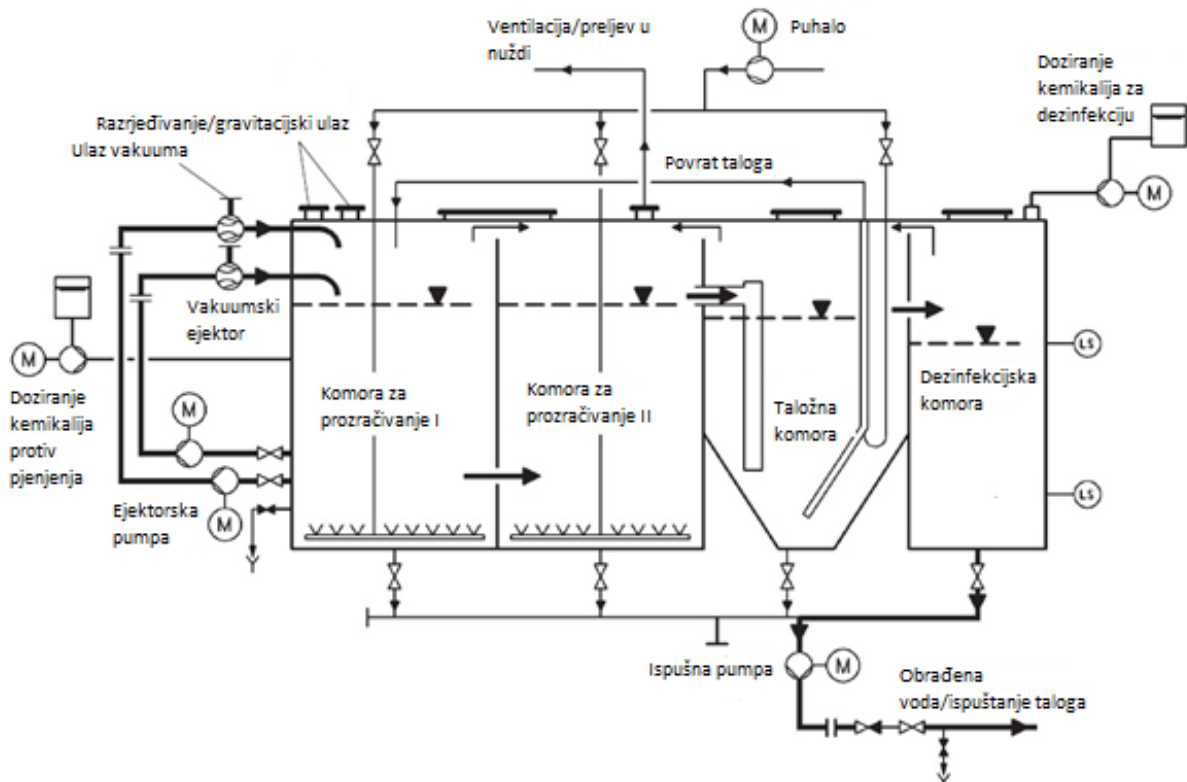 Ventilacija/preljev u
nuždi
M
Puhalo
Doziranje
kemikalija za
dezinfekciju
Razrjeđivanje/gravitacijski ulaz
Ulaz vakuuma
Povrat taloga
M
Vakuumski
ejektor
M
Doziranje
kemikalija
protiv
pjenjenja
M
Ejektorska
pumpa
M
Komora za
prozračivanje I
Komora za
prozračivanje II
Taložna
komora
Dezinfekcijska
komora
LS
LS
Ispušna pumpa
M
Obrađena
voda/ispuštanje taloga